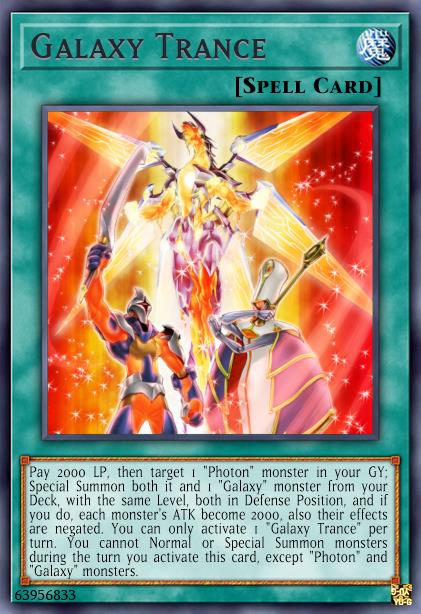 Galaxy Trance
魔
[Spell Card]
Pay 2000 LP, then target 1 "Photon" monster in your GY;
Special Summon both it and 1 "Galaxy" monster from your
Deck, with the same Level, both in Defense Position, and if
you do, each monster's ATK become 2000, also their effects
are negated. You can only activate 1 "Galaxy Trance" per
turn. You cannot Normal or Special Summon monsters
during the turn you activate this card, except "Photon" and
"Galaxy" monsters.
63956833